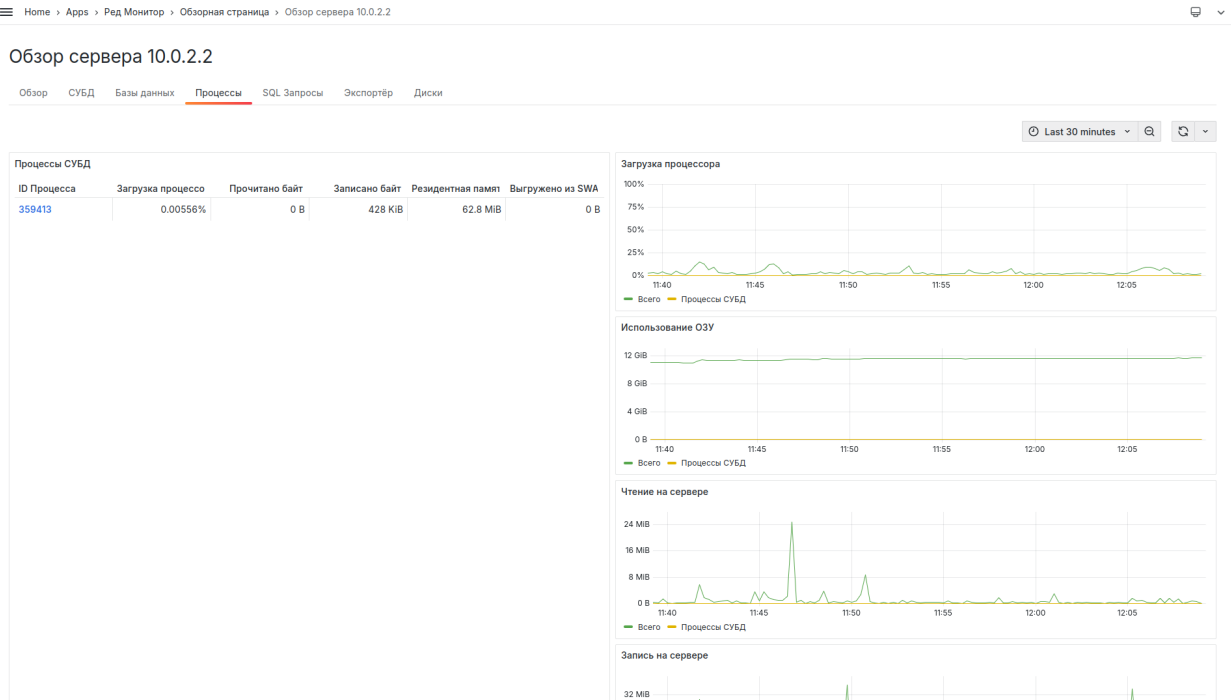 Home › Apps › Ред Монитор › Обзорная страница › Обзор сервера 10.0.2.2
Обзор сервера 10.0.2.2
Обзор СУБД Базы данных Процессы SQL Запросы Экспортёр Диски
Last 30 minutes
Процессы СУБД
ID Процесса Загрузка процессо Прочитано байт Записано байт Резидентная памят Выгружено из SWA
359413 0.00556% 0 B 428 KiB 62.8 MiB 0 B
Загрузка процессора
100%
75%
50%
25%
0%
11:40 11:45 11:50 11:55 12:00 12:05
Всего Процессы СУБД
Использование ОЗУ
12 GiB
8 GiB
4 GiB
0 B
11:40 11:45 11:50 11:55 12:00 12:05
Всего Процессы СУБД
Чтение на сервере
24 MiB
16 MiB
8 MiB
0 B
11:40 11:45 11:50 11:55 12:00 12:05
Всего Процессы СУБД
Запись на сервере
32 MiB